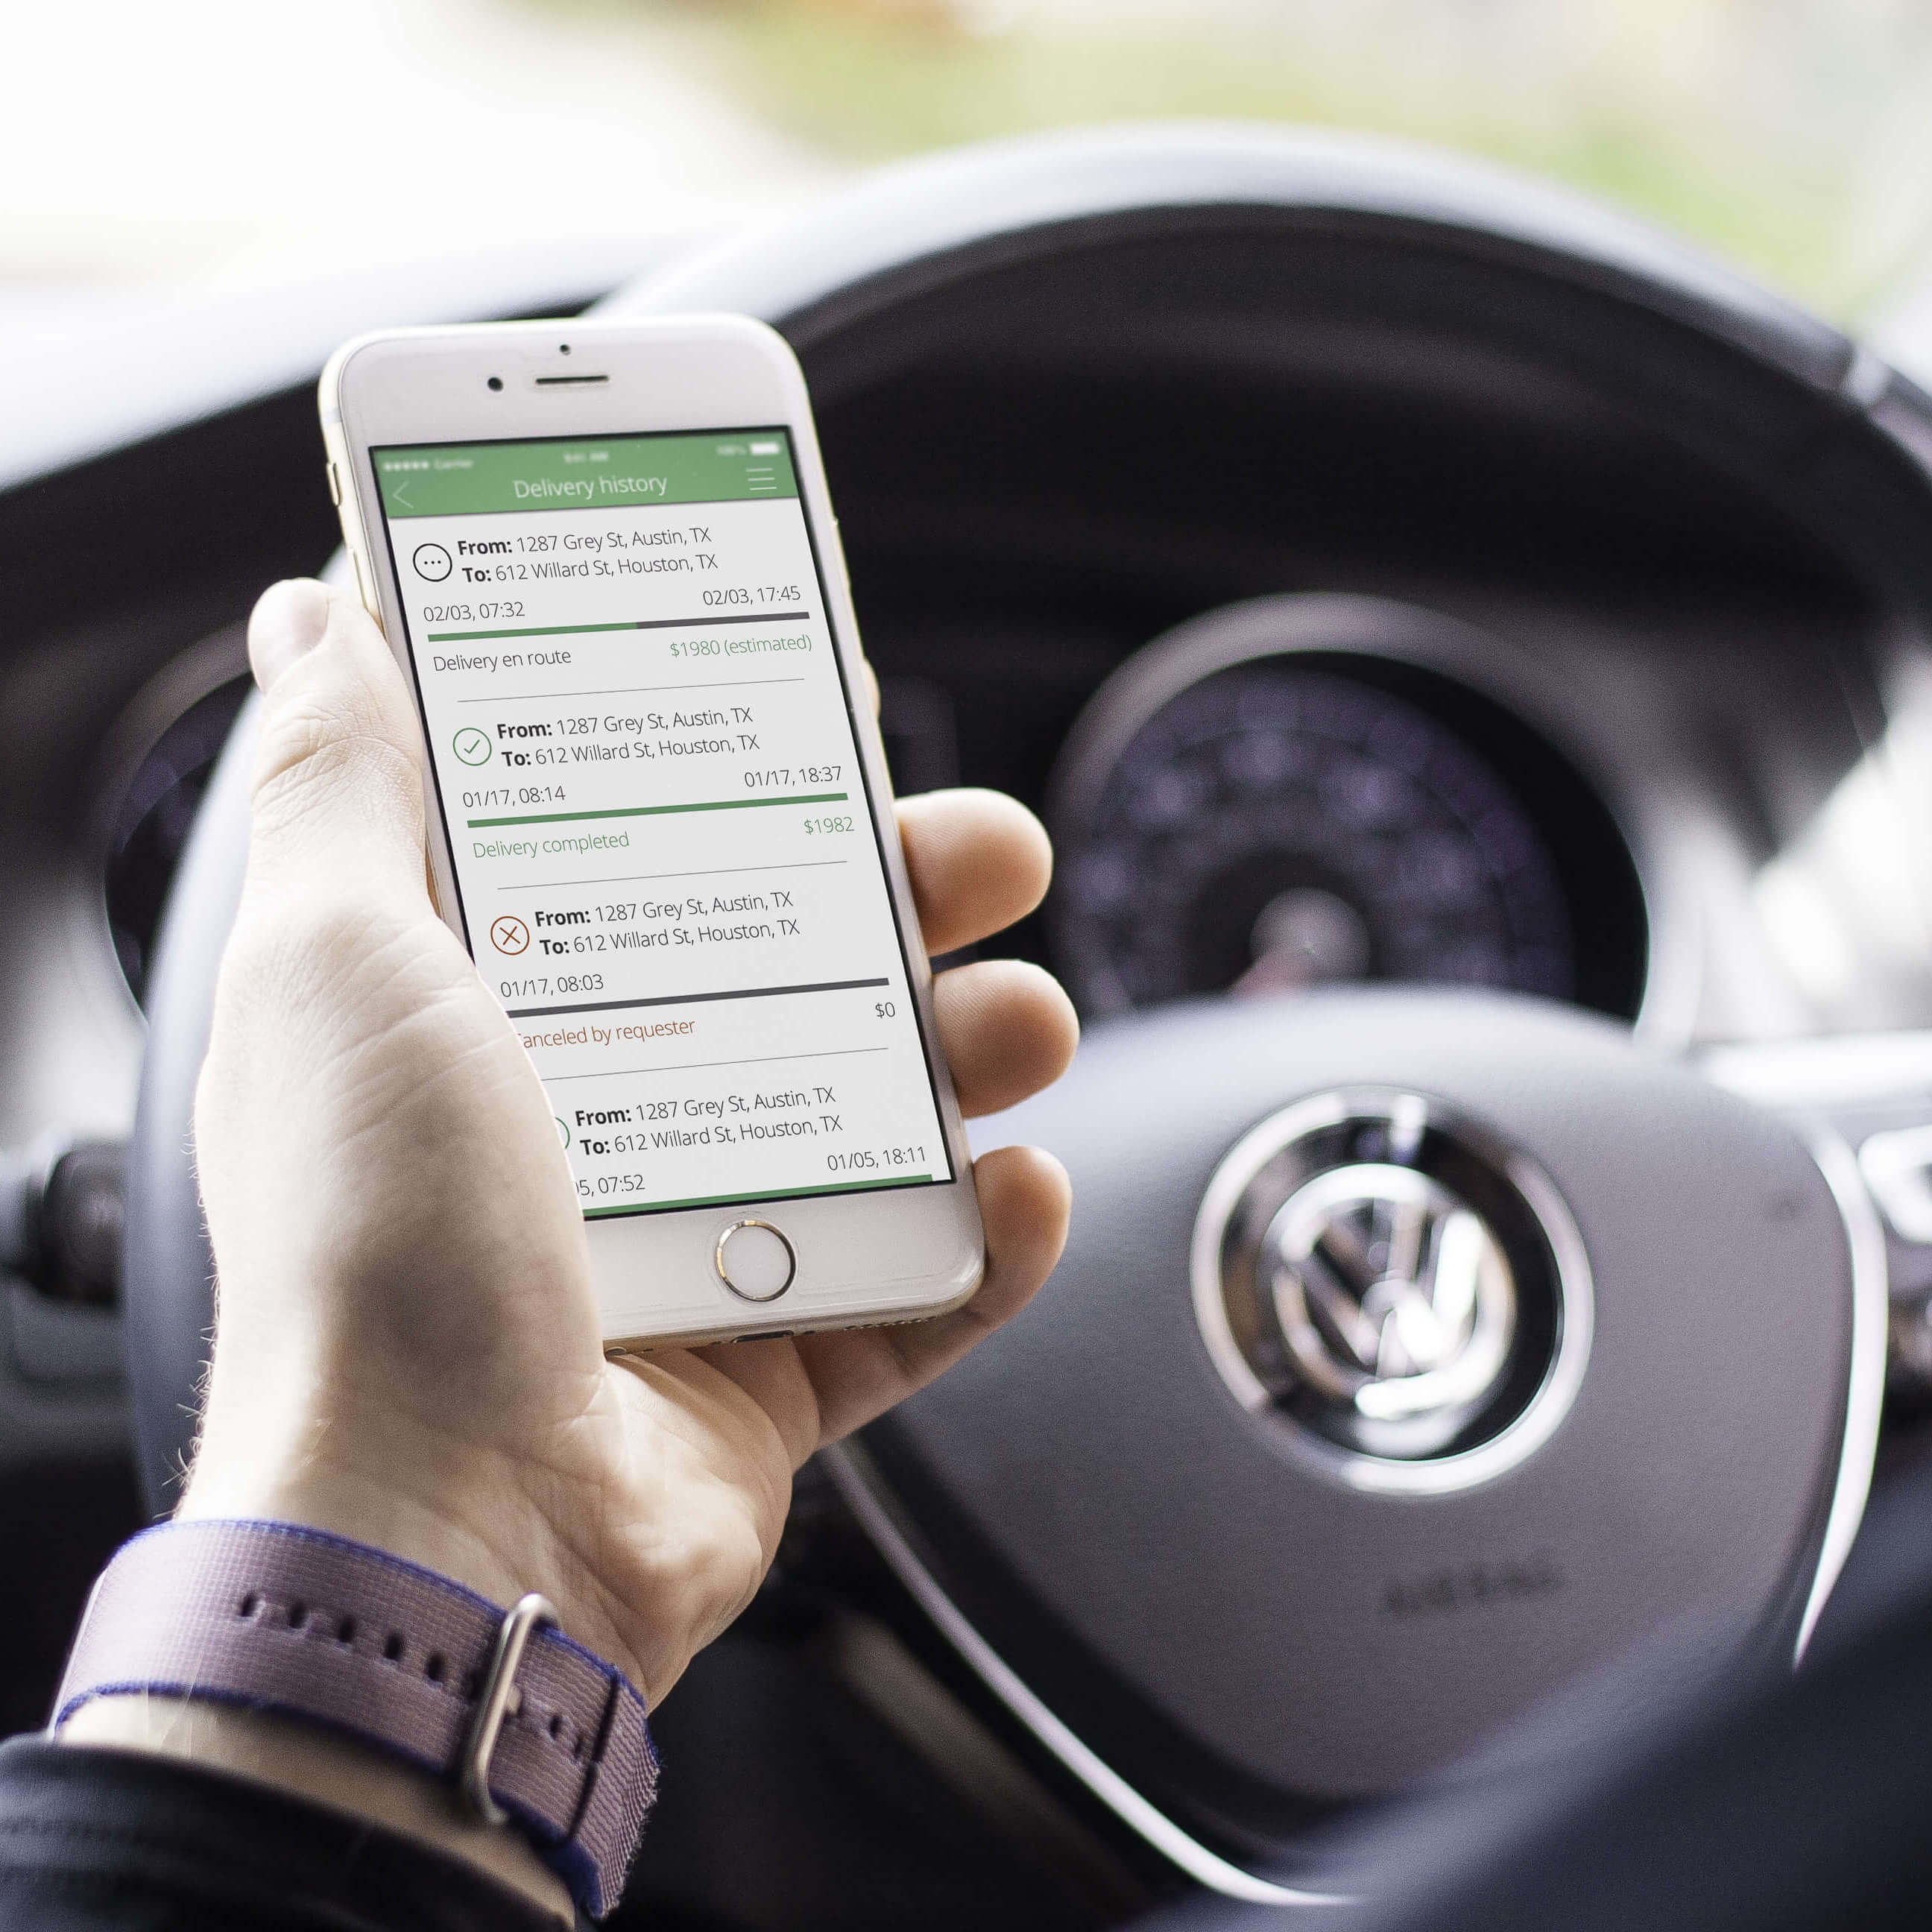 Delivery history
From: 1287 Grey St, Austin, TX
To: 612 Willard St, Houston, TX
02/03, 07:32 02/03, 17:45
Delivery en route $1980 (estimated)
From: 1287 Grey St, Austin, TX
To: 612 Willard St, Houston, TX
01/17, 08:14 01/17, 18:37
Delivery completed $1982
From: 1287 Grey St, Austin, TX
To: 612 Willard St, Houston, TX
01/17, 08:03
anceled by requester $0
From: 1287 Grey St, Austin, TX
To: 612 Willard St, Houston, TX
5, 07:52 01/05, 18:11